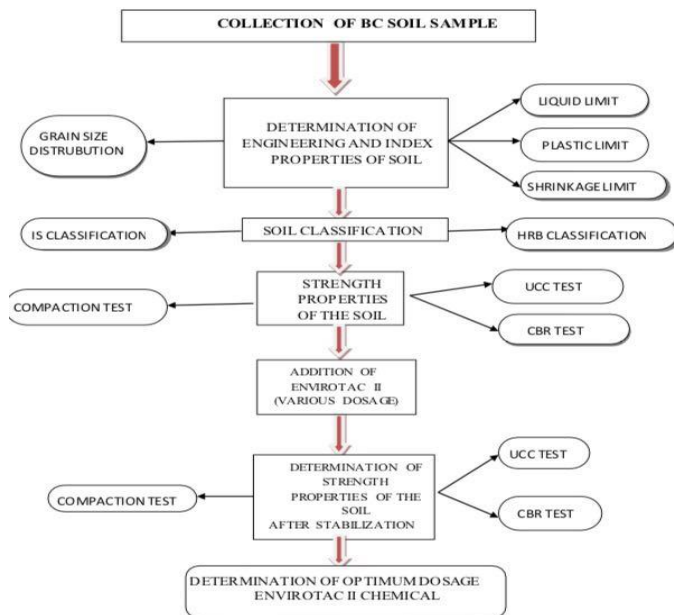 COLLECTION OF BC SOIL SAMPLE
GRAIN SIZE
DISTRUBUTION
DETERMINATION OF
ENGINEERING AND INDEX
PROPERTIES OF SOIL
LIQUID LIMIT
PLASTIC LIMIT
SHRINKAGE LIMIT
IS CLASSIFICATION
SOIL CLASSIFICATION
HRB CLASSIFICATION
COMPACTION TEST
STRENGTH
PROPERTIES
OF THE SOIL
UCC TEST
CBR TEST
ADDITION OF
ENVIROTAC II
(VARIOUS DOSAGE)
COMPACTION TEST
DETERMINATION OF
STRENGTH
PROPERTIES OF THE
SOIL
AFTER STABILIZATION
UCC TEST
CBR TEST
DETERMINATION OF OPTIMUM DOSAGE
ENVIROTAC II CHEMICAL